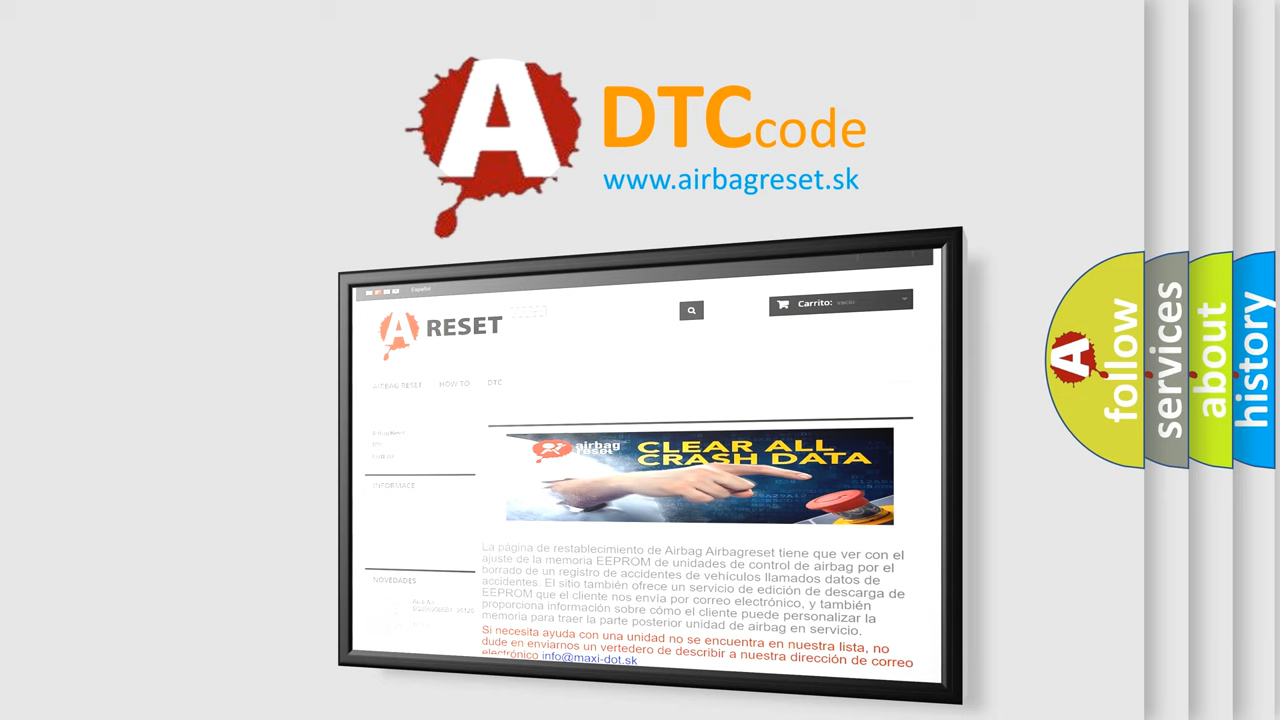 A
DTC code
www.airbagreset.sk
Español
A RESET
Carrito: vacío
AIRBAG RESET HOW TO DTC
INFORMACE
airbag
reset
CLEAR ALL
CRASH DATA
NOVEDADES
La página de restablecimiento de Airbag Airbagreset tiene que ver con el
ajuste de la memoria EEPROM de unidades de control de airbag por el
borrado de un registro de accidentes de vehículos llamados datos de
accidentes. El sitio también ofrece un servicio de edición de descarga de
EEPROM que el cliente nos envía por correo electrónico, y también
proporciona información sobre cómo el cliente puede personalizar la
memoria para traer la parte posterior unidad de airbag en servicio.
Si necesita ayuda con una unidad no se encuentra en nuestra lista, no
dude en enviarnos un vertedero de describir a nuestra dirección de correo
electrónico info@maxi-dot.sk
A
follow
services
about
history